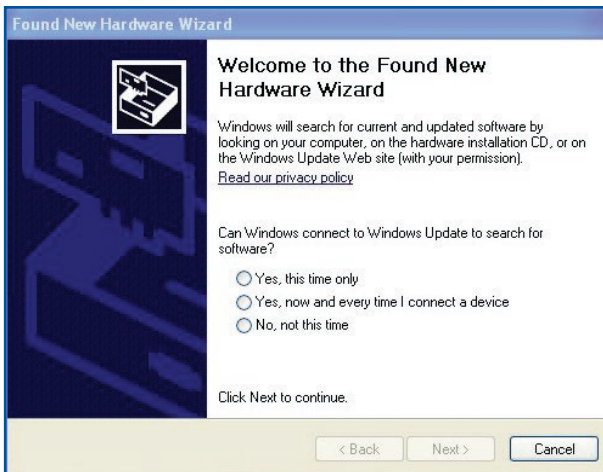 Found New Hardware Wizard
Welcome to the Found New
Hardware Wizard
Windows will search for current and updated software by
looking on your computer, on the hardware installation CD, or on
the Windows Update Web site (with your permission).
Read our privacy policy
Can Windows connect to Windows Update to search for
software?
Yes, this time only
Yes, now and every time I connect a device
No, not this time
Click Next to continue.
< Back
Next >
Cancel